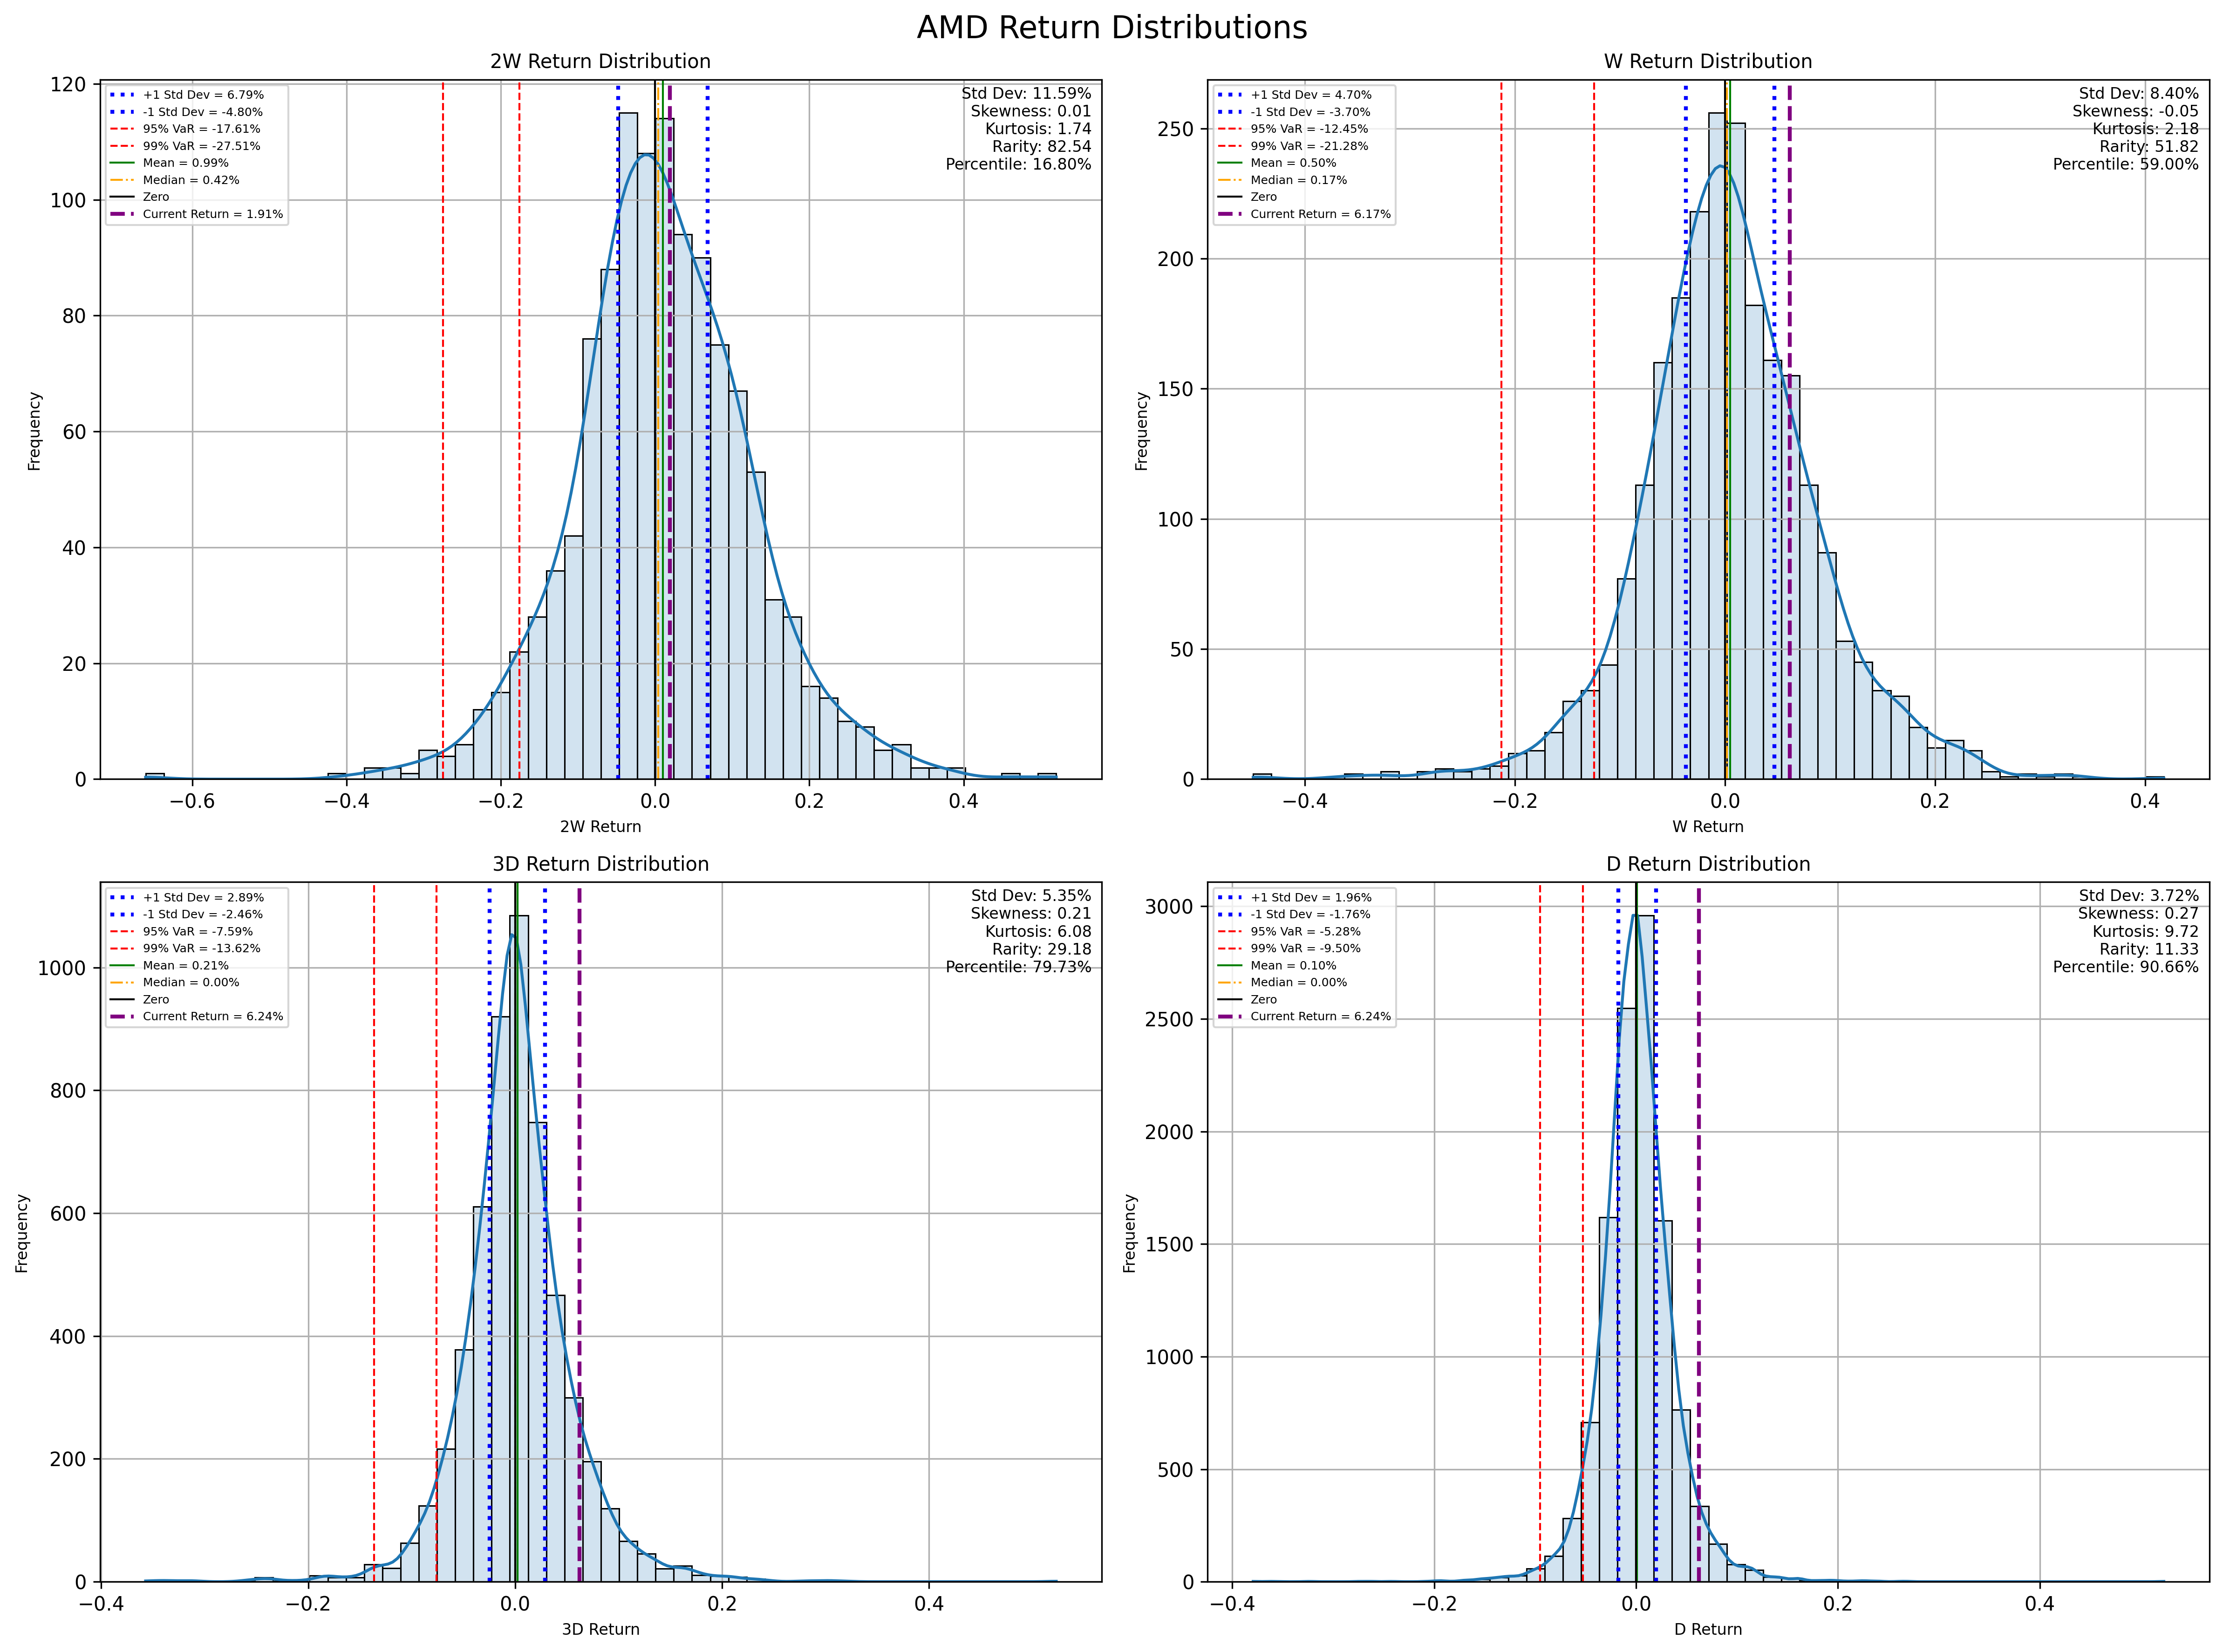 AMD Return Distributions
2W Return Distribution
+1 Std Dev = 6.79%
-1 Std Dev = -4.80%
95% VaR = -17.61%
99% VaR = -27.51%
Mean = 0.99%
Median = 0.42%
Zero
Current Return = 1.91%
Std Dev: 11.59%
Skewness: 0.01
Kurtosis: 1.74
Rarity: 82.54
Percentile: 16.80%
120
100
80
60
40
20
0
Frequency
−0.6
−0.4
−0.2
0.0
0.2
0.4
2W Return
W Return Distribution
+1 Std Dev = 4.70%
-1 Std Dev = -3.70%
95% VaR = -12.45%
99% VaR = -21.28%
Mean = 0.50%
Median = 0.17%
Zero
Current Return = 6.17%
Std Dev: 8.40%
Skewness: -0.05
Kurtosis: 2.18
Rarity: 51.82
Percentile: 59.00%
250
200
150
100
50
0
Frequency
−0.4
−0.2
0.0
0.2
0.4
W Return
3D Return Distribution
+1 Std Dev = 2.89%
-1 Std Dev = -2.46%
95% VaR = -7.59%
99% VaR = -13.62%
Mean = 0.21%
Median = 0.00%
Zero
Current Return = 6.24%
Std Dev: 5.35%
Skewness: 0.21
Kurtosis: 6.08
Rarity: 29.18
Percentile: 79.73%
1000
800
600
400
200
0
Frequency
−0.4
−0.2
0.0
0.2
0.4
3D Return
D Return Distribution
+1 Std Dev = 1.96%
-1 Std Dev = -1.76%
95% VaR = -5.28%
99% VaR = -9.50%
Mean = 0.10%
Median = 0.00%
Zero
Current Return = 6.24%
Std Dev: 3.72%
Skewness: 0.27
Kurtosis: 9.72
Rarity: 11.33
Percentile: 90.66%
3000
2500
2000
1500
1000
500
0
Frequency
−0.4
−0.2
0.0
0.2
0.4
D Return